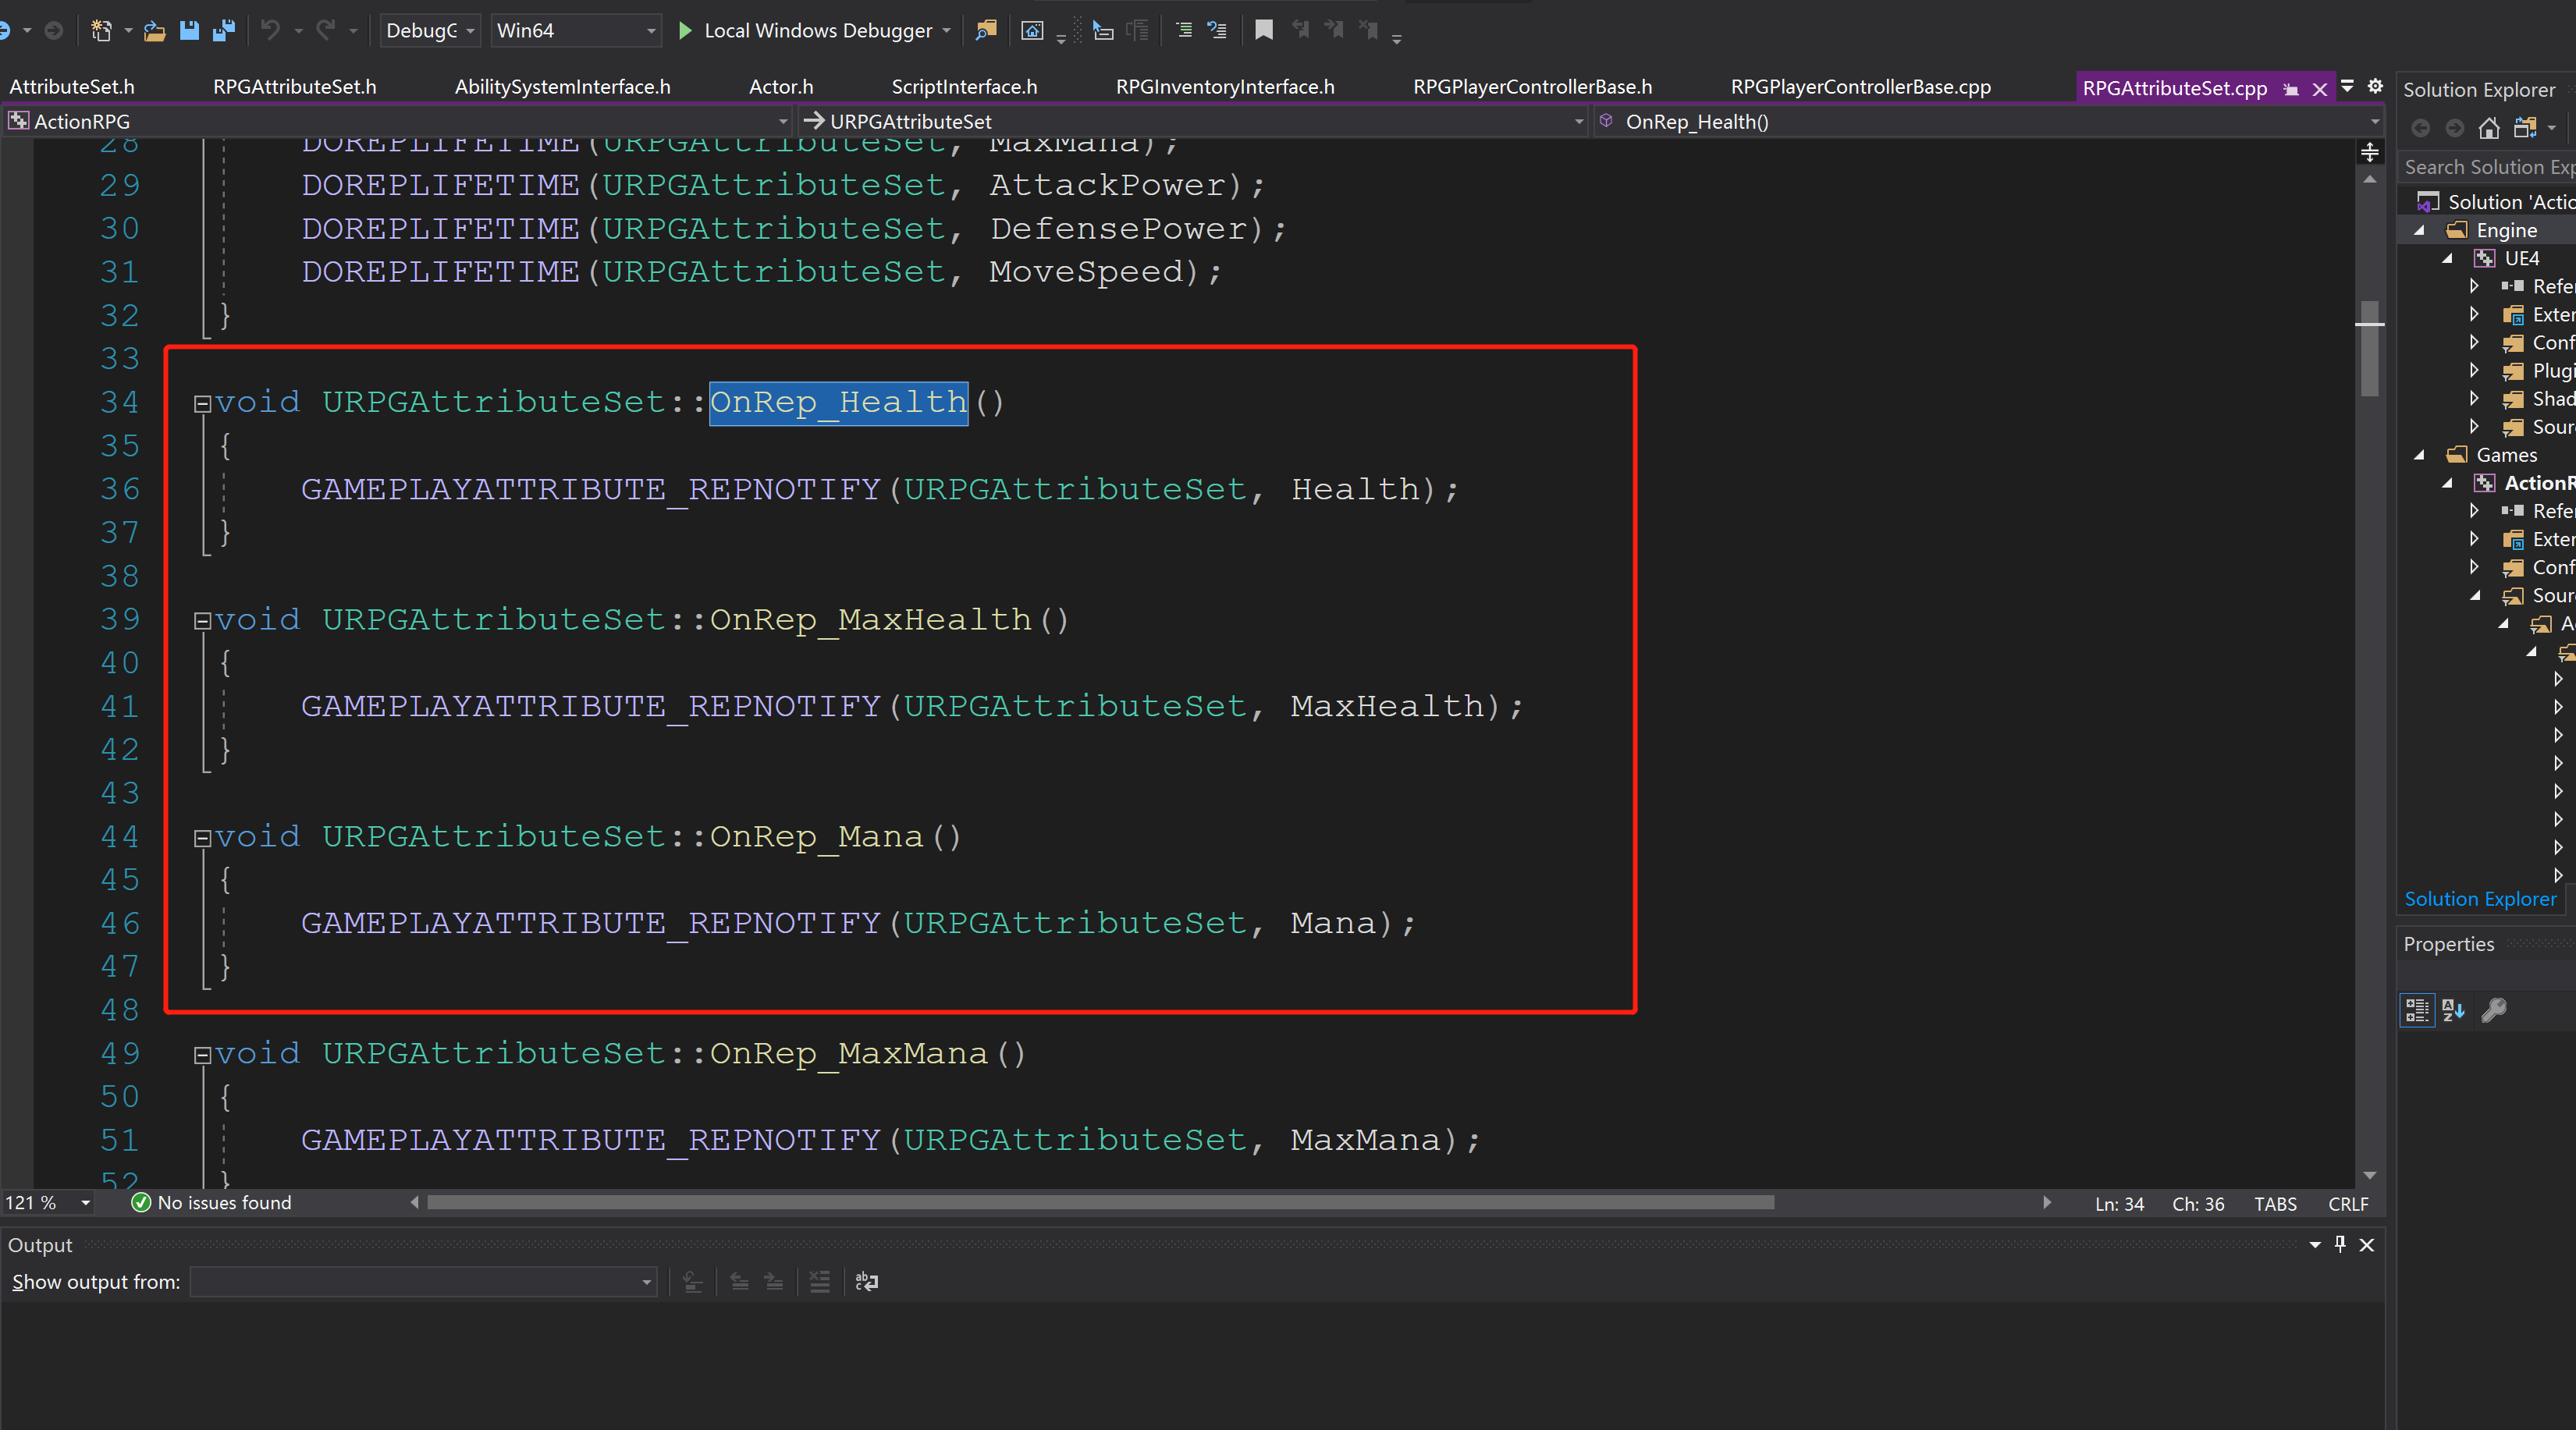 DebugG
Win64
Local Windows Debugger
AttributeSet.h RPGAttributeSet.h AbilitySystemInterface.h Actor.h ScriptInterface.h RPGInventoryInterface.h RPGPlayerControllerBase.h RPGPlayerControllerBase.cpp RPGAttributeSet.cpp
ActionRPG URPGAttributeSet OnRep_Health()
28 DOREPLIFETIME(URPGAttributeSet, MaxMana);
29 DOREPLIFETIME(URPGAttributeSet, AttackPower);
30 DOREPLIFETIME(URPGAttributeSet, DefensePower);
31 DOREPLIFETIME(URPGAttributeSet, MoveSpeed);
32 }
33
34 void URPGAttributeSet::OnRep_Health()
35 {
36 GAMEPLAYATTRIBUTE_REPNOTIFY(URPGAttributeSet, Health);
37 }
38
39 void URPGAttributeSet::OnRep_MaxHealth()
40 {
41 GAMEPLAYATTRIBUTE_REPNOTIFY(URPGAttributeSet, MaxHealth);
42 }
43
44 void URPGAttributeSet::OnRep_Mana()
45 {
46 GAMEPLAYATTRIBUTE_REPNOTIFY(URPGAttributeSet, Mana);
47 }
48
49 void URPGAttributeSet::OnRep_MaxMana()
50 {
51 GAMEPLAYATTRIBUTE_REPNOTIFY(URPGAttributeSet, MaxMana);
52 }
121 % No issues found Ln: 34 Ch: 36 TABS CRLF
Output
Show output from:
Solution Explorer
Search Solution Exp
Solution 'Actio
Engine
UE4
Refer
Exter
Conf
Plugi
Shad
Sour
Games
ActionR
Refer
Exter
Conf
Sour
Solution Explorer
Properties